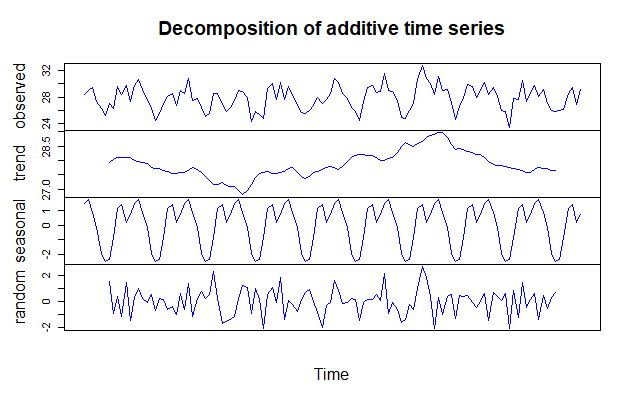 Decomposition of additive time series
observed
24 28 32
trend
27.0 28.5
seasonal
0 1
random
-2 0 2
Time